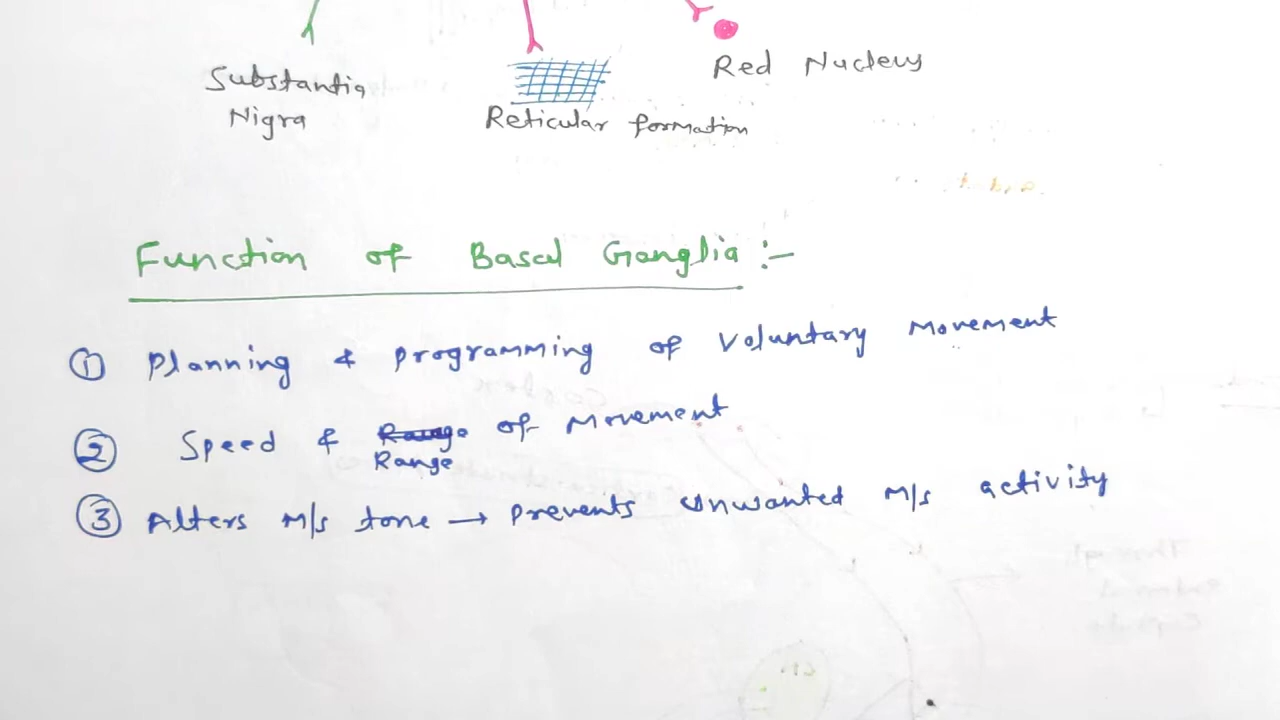 Substantia
Nigra
Reticular formation
Red Nucleus
Function of Basal Ganglia :-
① Planning & programming of Voluntary Movement
② Speed & Range of Movement
Range
③ Alters M/s tone → prevents unwanted M/s activity